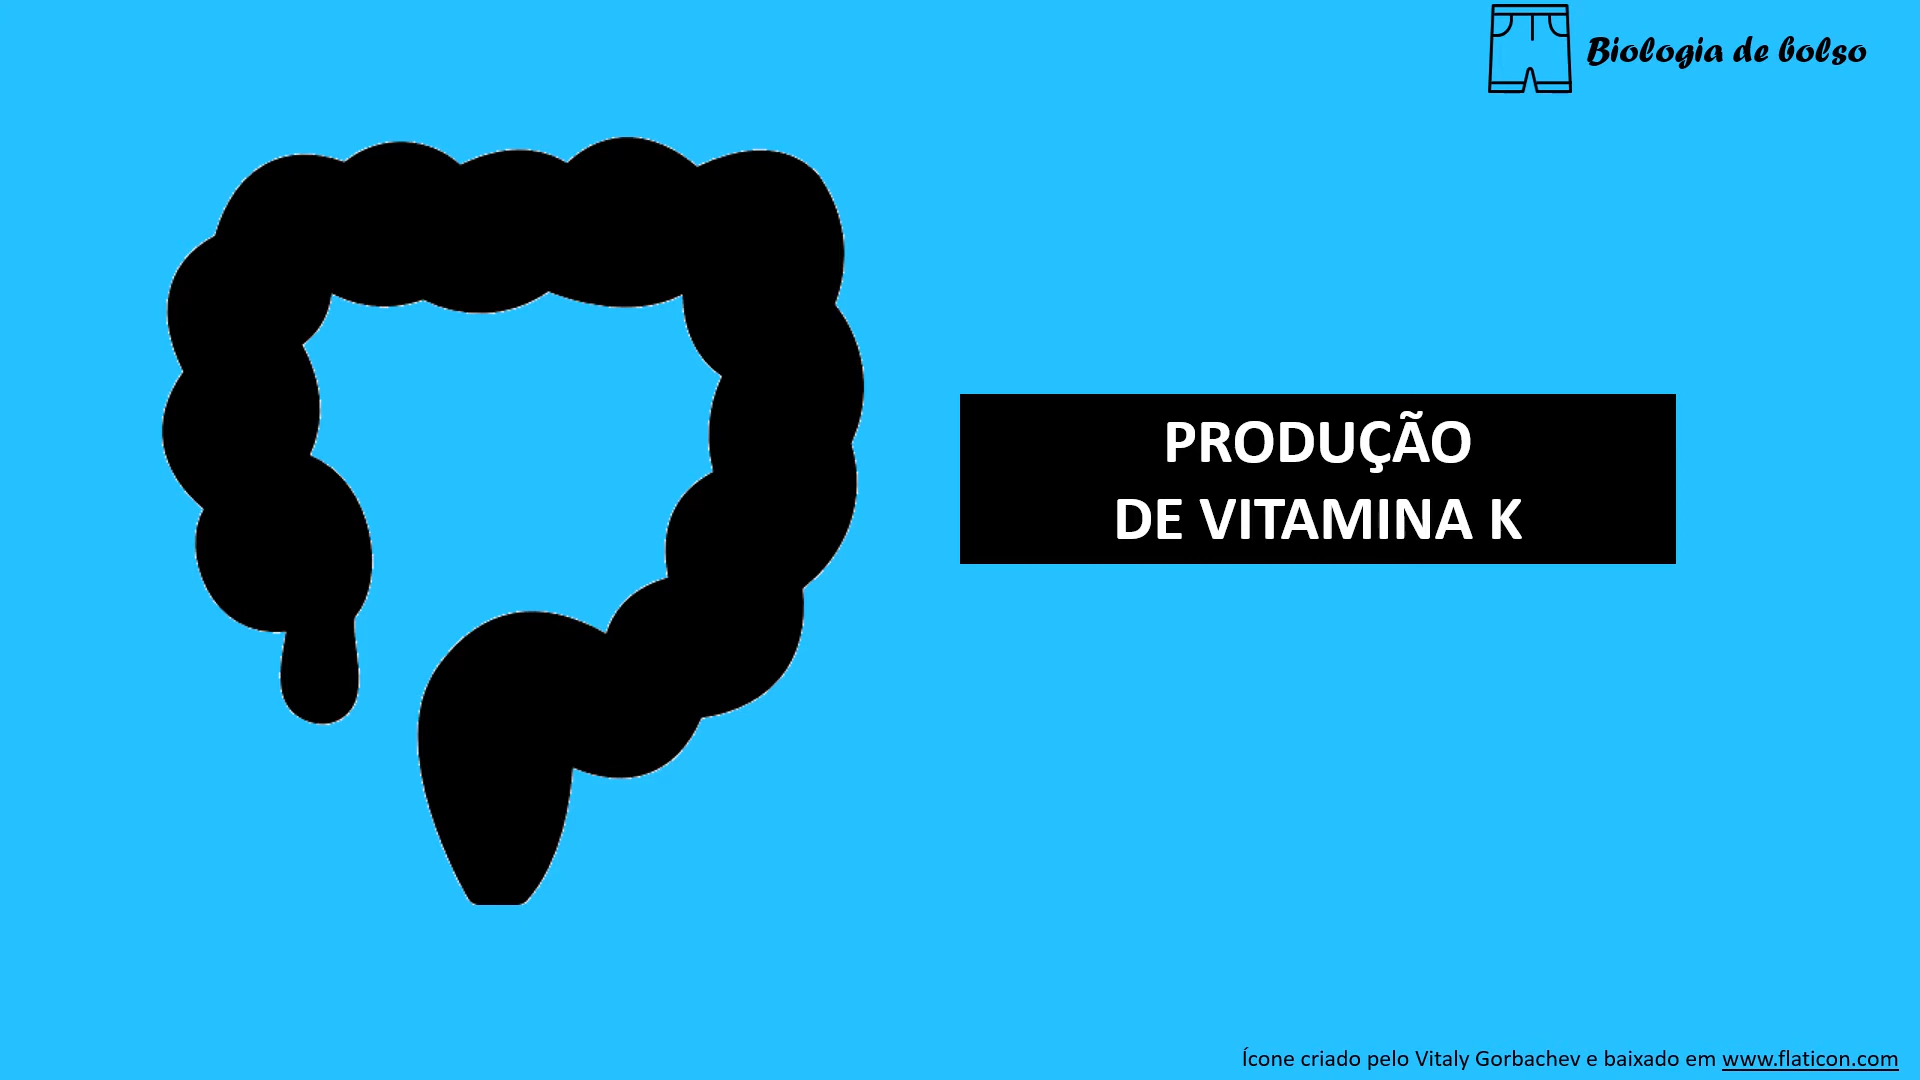 Biologia de bolso
PRODUÇÃO
DE VITAMINA K
Ícone criado pelo Vitaly Gorbachev e baixado em www.flaticon.com